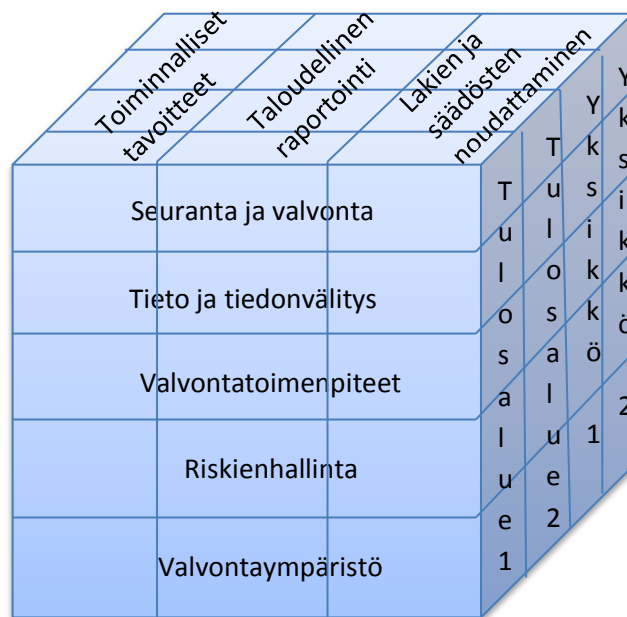 Toiminnalliset
tavoitteet
Taloudellinen
raportointi
Lakien ja
säädösten
noudattaminen
Seuranta ja valvonta
Tieto ja tiedonvälitys
Valvontatoimenpiteet
Riskienhallinta
Valvontaympäristö
Tulosalue 1
Tulosalue 2
Yksikkö 1
Yksikkö 2